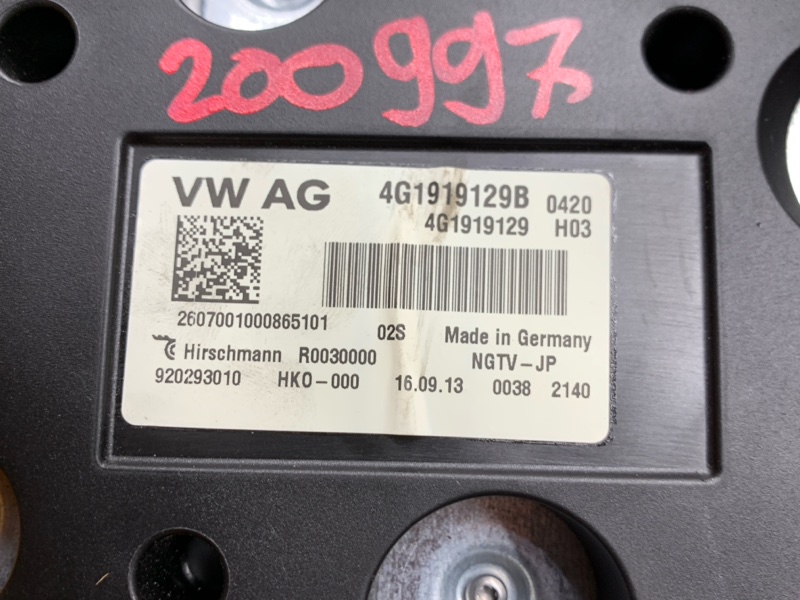 200997
VW AG 4G1919129B 0420
4G1919129 H03
2607001000865101 02S Made in Germany
Hirschmann R0030000 NGTV-JP
920293010 HKO-000 16.09.13 0038 2140